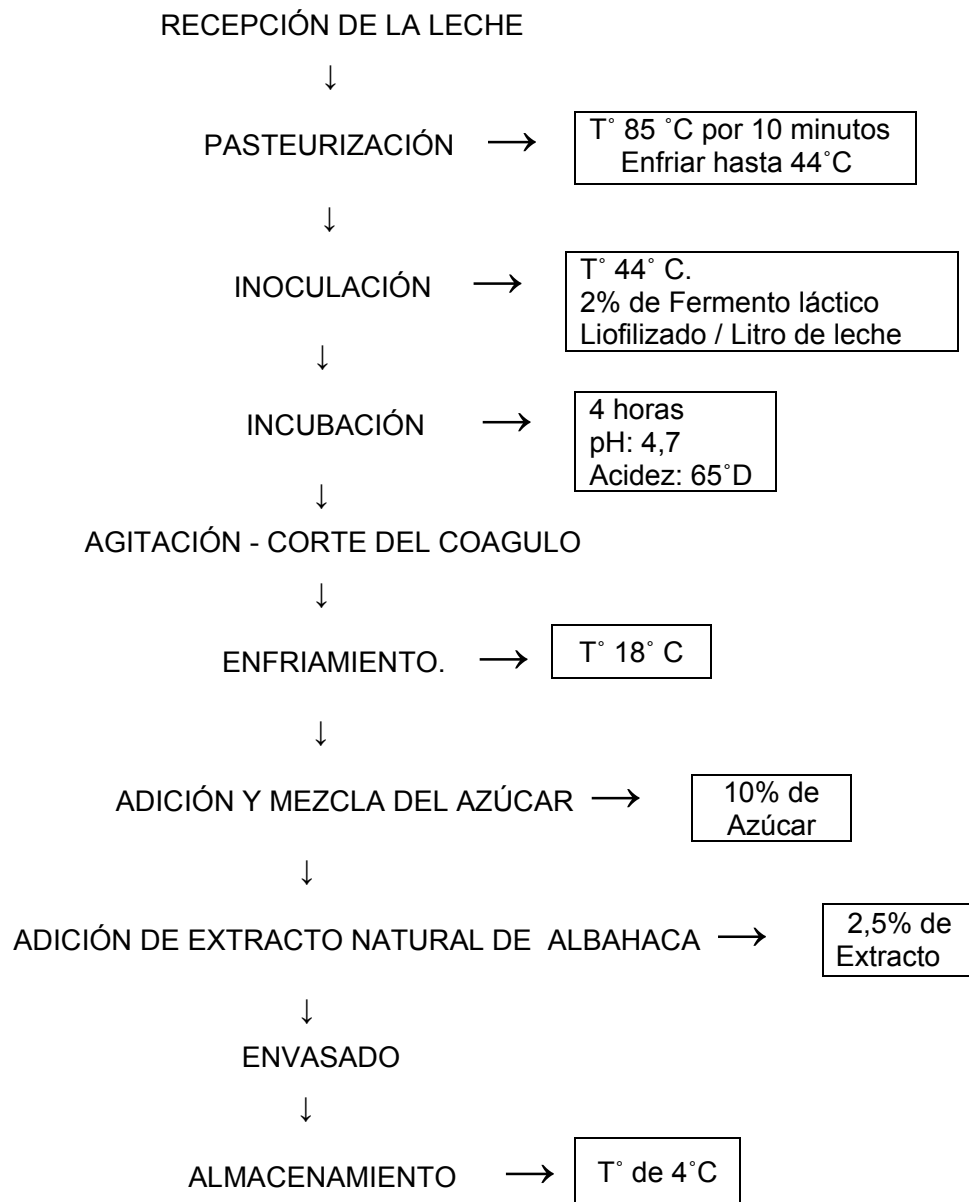 RECEPCIÓN DE LA LECHE
↓
PASTEURIZACIÓN → T˚ 85 ˚C por 10 minutos
Enfriar hasta 44˚C
↓
INOCULACIÓN → T˚ 44˚ C.
2% de Fermento láctico
Liofilizado / Litro de leche
↓
INCUBACIÓN → 4 horas
pH: 4,7
Acidez: 65˚D
↓
AGITACIÓN - CORTE DEL COAGULO
↓
ENFRIAMIENTO. → T˚ 18˚ C
↓
ADICIÓN Y MEZCLA DEL AZÚCAR → 10% de
Azúcar
↓
ADICIÓN DE EXTRACTO NATURAL DE ALBAHACA → 2,5% de
Extracto
↓
ENVASADO
↓
ALMACENAMIENTO → T˚ de 4˚C